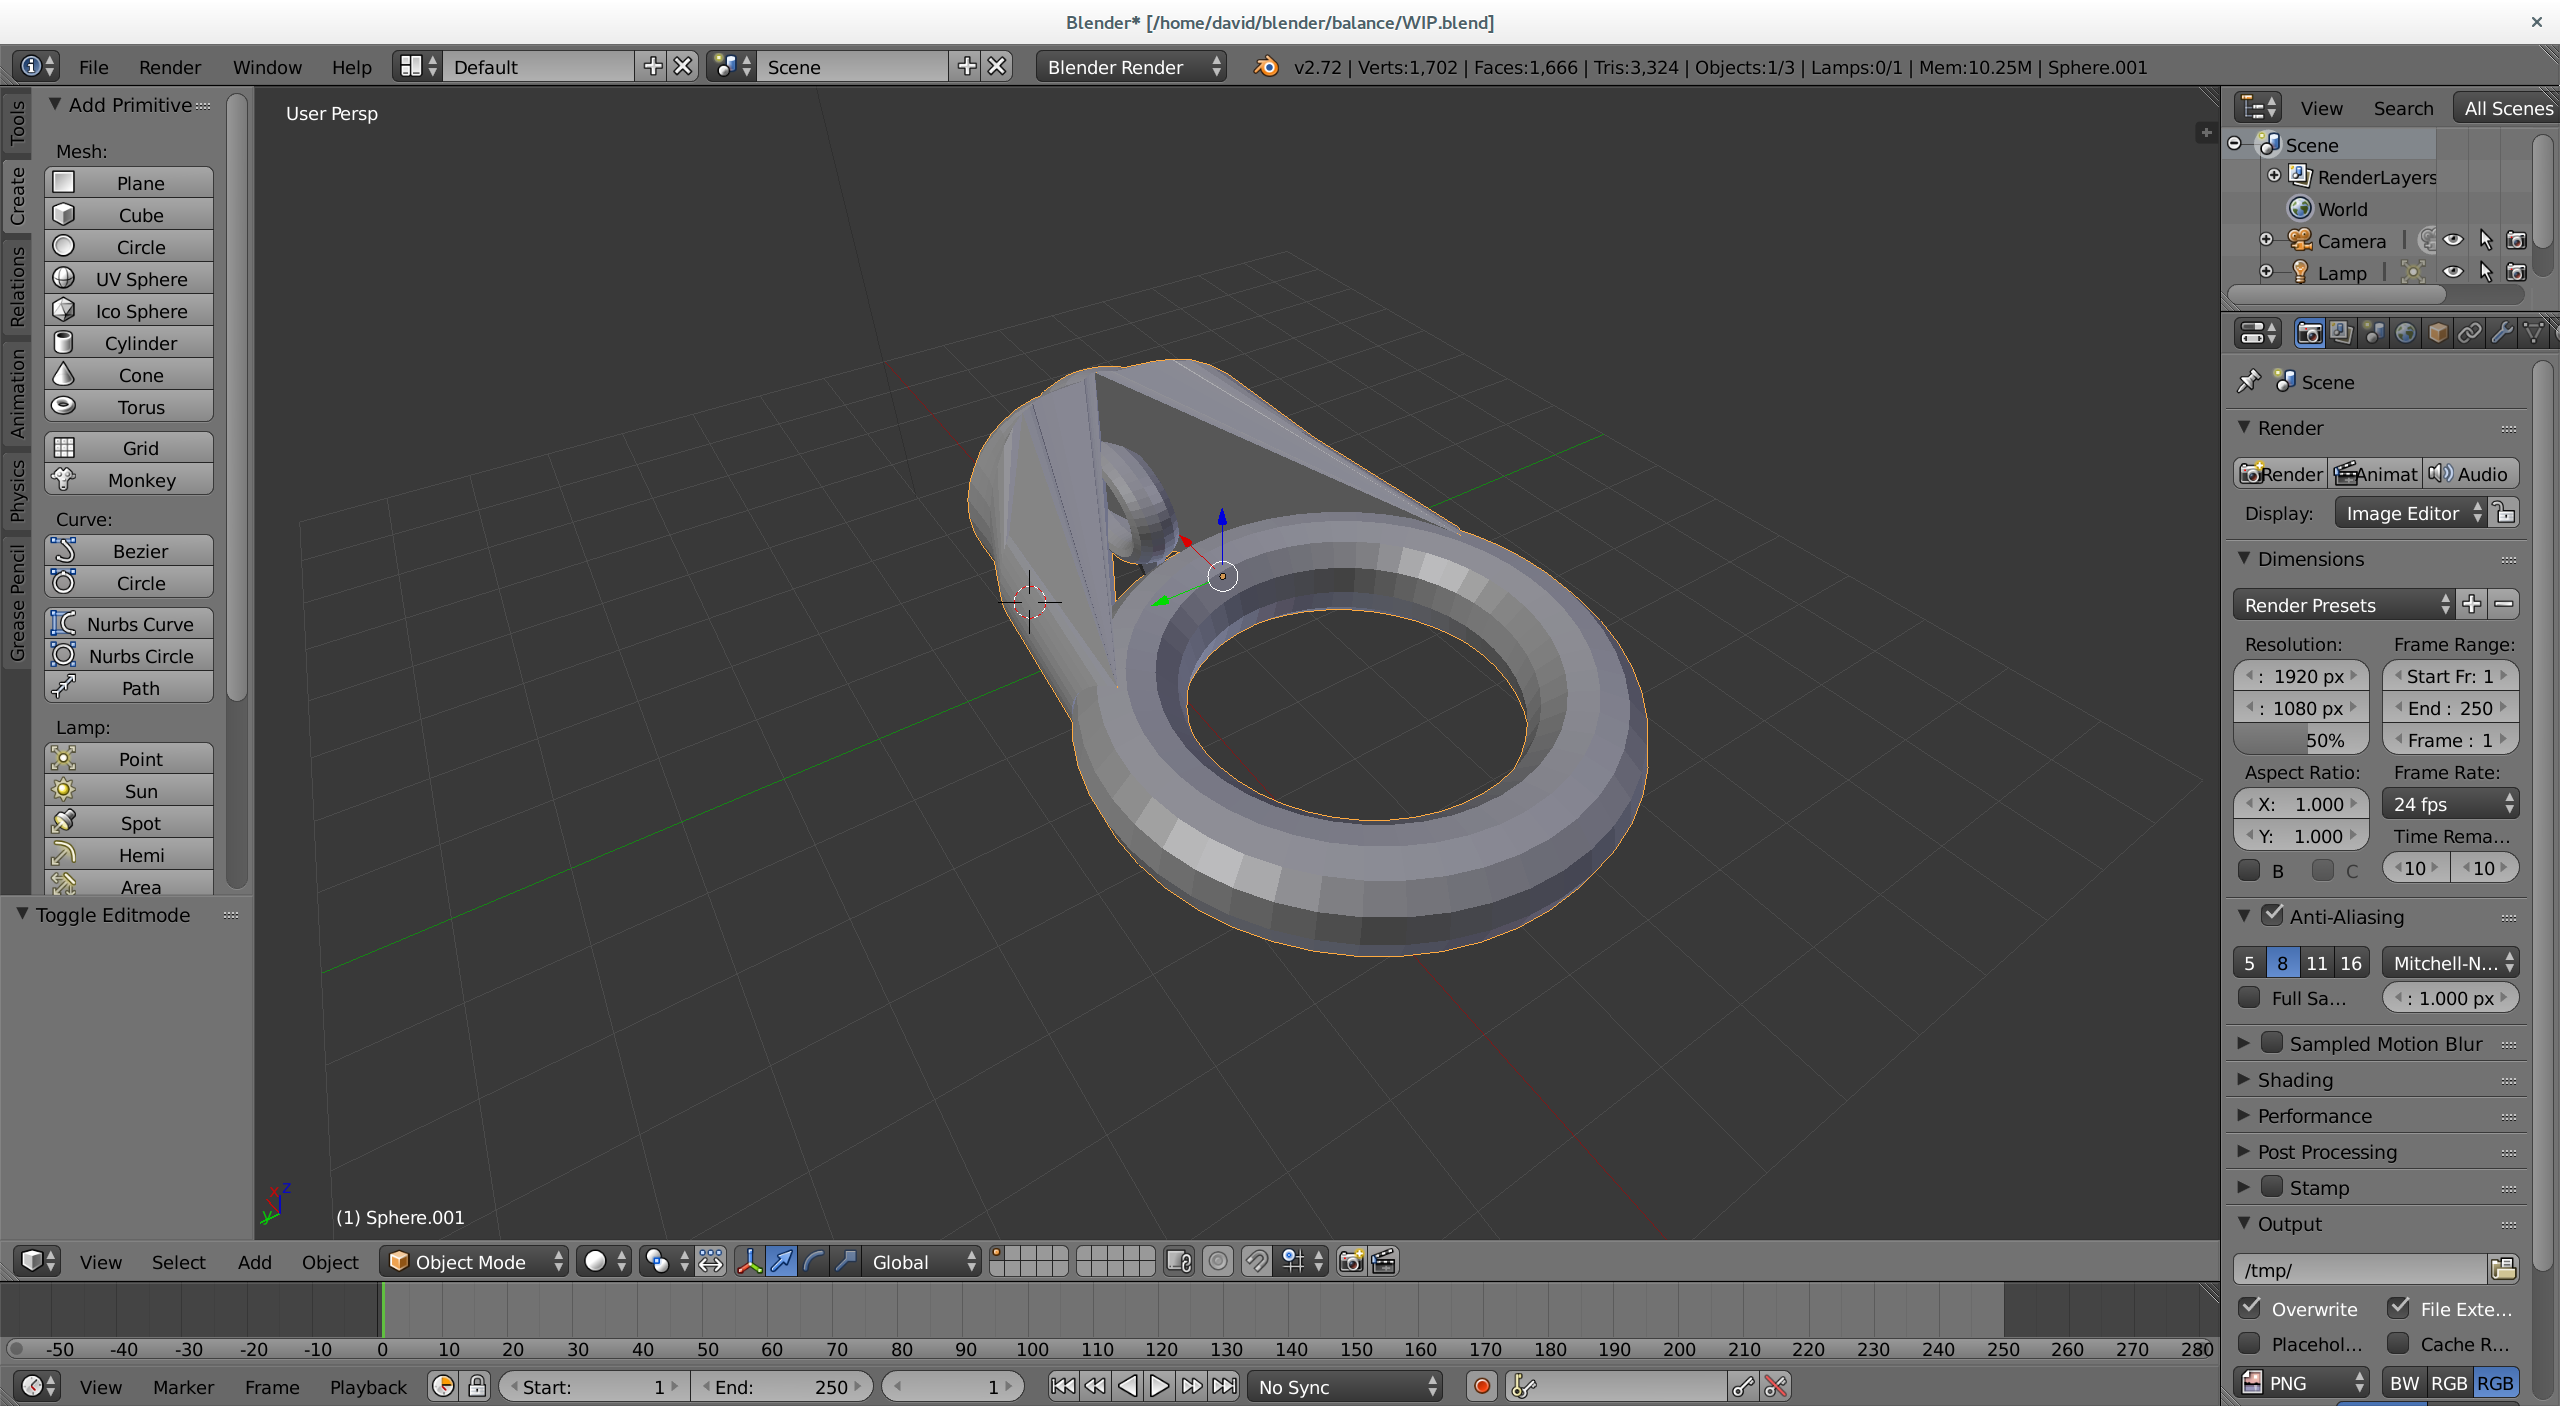 Blender* [/home/david/blender/balance/WIP.blend]
File Render Window Help Default Scene Blender Render v2.72 | Verts:1,702 | Faces:1,666 | Tris:3,324 | Objects:1/3 | Lamps:0/1 | Mem:10.25M | Sphere.001
Tools
Create
Relations
Animation
Physics
Grease Pencil
Add Primitive
Mesh:
Plane
Cube
Circle
UV Sphere
Ico Sphere
Cylinder
Cone
Torus
Grid
Monkey
Curve:
Bezier
Circle
Nurbs Curve
Nurbs Circle
Path
Lamp:
Point
Sun
Spot
Hemi
Area
Toggle Editmode
User Persp
x z
y
(1) Sphere.001
View Select Add Object Object Mode Global
-50 -40 -30 -20 -10 0 10 20 30 40 50 60 70 80 90 100 110 120 130 140 150 160 170 180 190 200 210 220 230 240 250 260 270 280
View Marker Frame Playback Start: 1 End: 250 1 No Sync
View Search All Scenes
Scene
RenderLayers
World
Camera
Lamp
Scene
Render
Render Animat Audio
Display: Image Editor
Dimensions
Render Presets
Resolution: Frame Range:
: 1920 px Start Fr: 1
: 1080 px End : 250
50% Frame : 1
Aspect Ratio: Frame Rate:
X: 1.000 24 fps
Y: 1.000 Time Rema...
B C 10 10
Anti-Aliasing
5 8 11 16 Mitchell-N...
Full Sa... : 1.000 px
Sampled Motion Blur
Shading
Performance
Post Processing
Stamp
Output
/tmp/
Overwrite File Exte...
Placehol... Cache R...
PNG BW RGB RGB